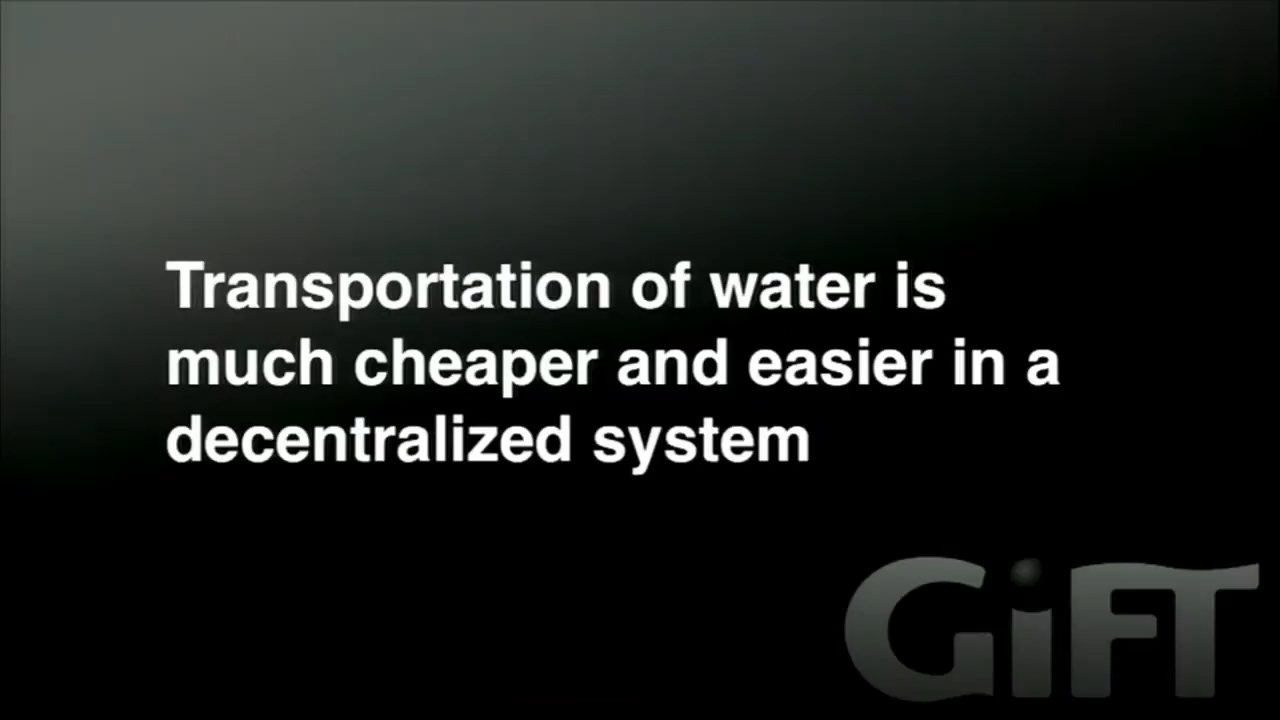 Transportation of water is
much cheaper and easier in a
decentralized system
GiFT